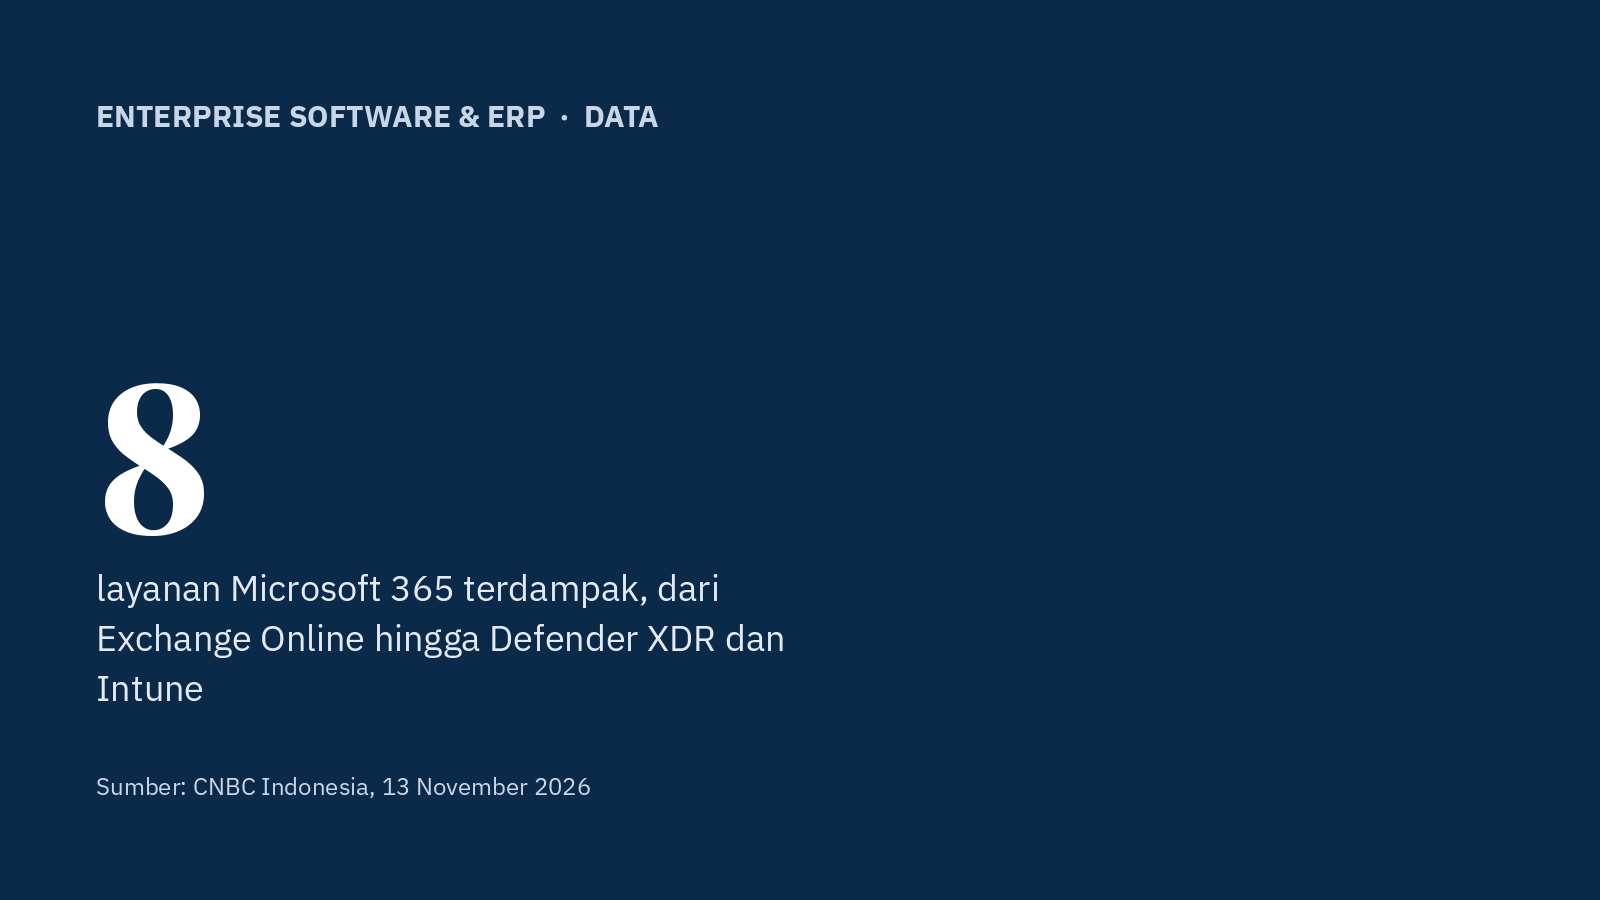 ENTERPRISE SOFTWARE & ERP · DATA
8
layanan Microsoft 365 terdampak, dari
Exchange Online hingga Defender XDR dan
Intune
Sumber: CNBC Indonesia, 13 November 2026